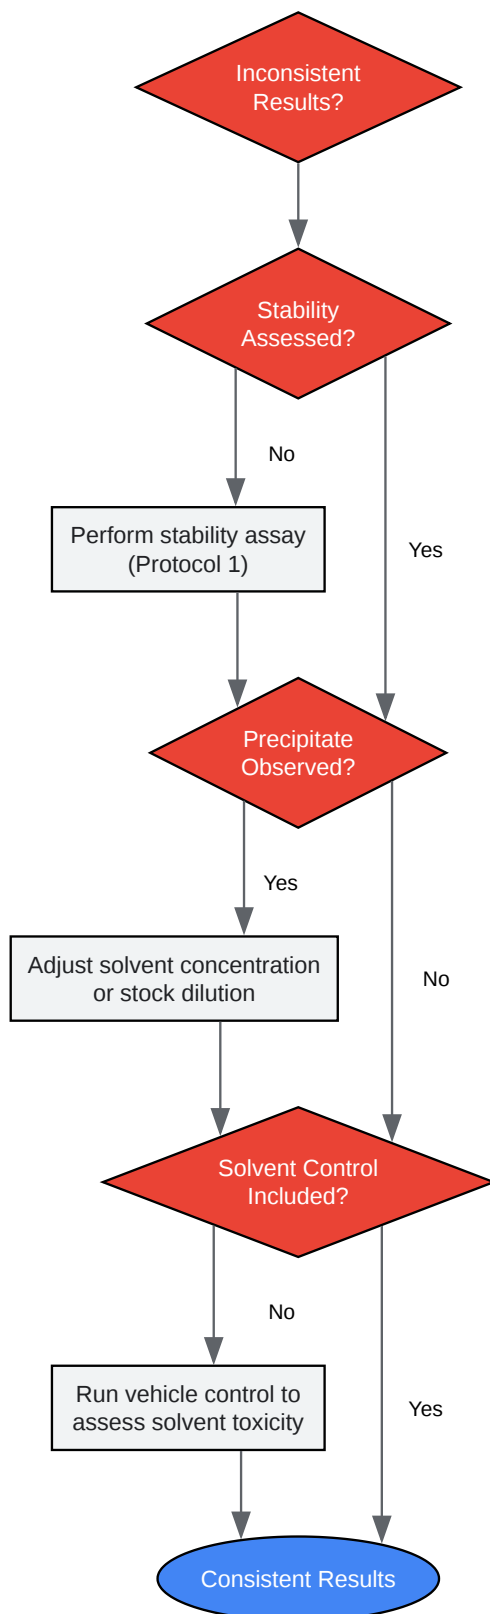 Inconsistent
Results?
Stability
Assessed?
No
Perform stability assay
(Protocol 1)
Yes
Precipitate
Observed?
Yes
Adjust solvent concentration
or stock dilution
No
Solvent Control
Included?
No
Run vehicle control to
assess solvent toxicity
Yes
Consistent Results